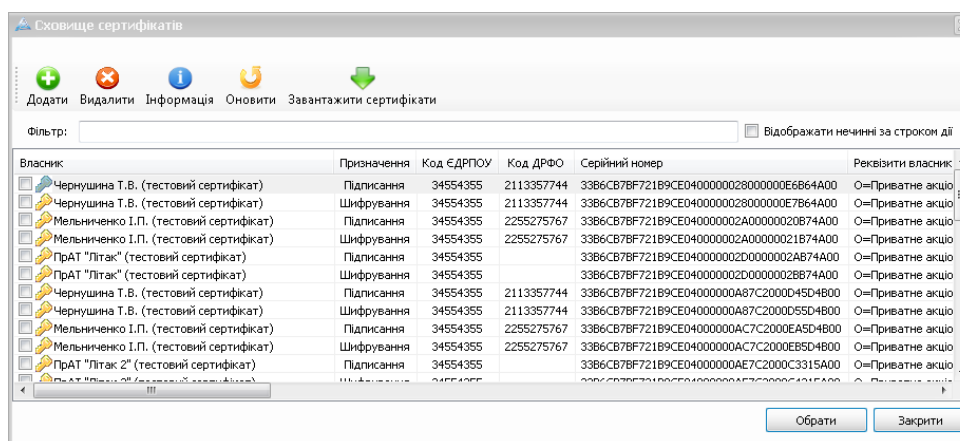 Сховище сертифікатів
Додати Видалити Інформація Оновити Завантажити сертифікати
Фільтр: Відображати нечинні за строком дії
Власник Призначення Код ЄДРПОУ Код ДРФО Серійний номер Реквізити власник
Чернушина Т.В. (тестовий сертифікат) Підписання 34554355 2113357744 33B6CB7BF721B9CE040000028000000E6B64A00 O=Приватне акціо
Чернушина Т.В. (тестовий сертифікат) Шифрування 34554355 2113357744 33B6CB7BF721B9CE040000028000000E7B64A00 O=Приватне акціо
Мельниченко І.П. (тестовий сертифікат) Підписання 34554355 2255275767 33B6CB7BF721B9CE040000002A00000020B74A00 O=Приватне акціо
Мельниченко І.П. (тестовий сертифікат) Шифрування 34554355 2255275767 33B6CB7BF721B9CE040000002A00000021B74A00 O=Приватне акціо
ПрАТ "Літак" (тестовий сертифікат) Підписання 34554355 33B6CB7BF721B9CE040000002D0000002AB74A00 O=Приватне акціо
ПрАТ "Літак" (тестовий сертифікат) Шифрування 34554355 33B6CB7BF721B9CE040000002D0000002BB74A00 O=Приватне акціо
Чернушина Т.В. (тестовий сертифікат) Підписання 34554355 2113357744 33B6CB7BF721B9CE04000000A87C2000D45D4B00 O=Приватне акціо
Чернушина Т.В. (тестовий сертифікат) Шифрування 34554355 2113357744 33B6CB7BF721B9CE04000000A87C2000D55D4B00 O=Приватне акціо
Мельниченко І.П. (тестовий сертифікат) Підписання 34554355 2255275767 33B6CB7BF721B9CE04000000AC7C2000EA5D4B00 O=Приватне акціо
Мельниченко І.П. (тестовий сертифікат) Шифрування 34554355 2255275767 33B6CB7BF721B9CE04000000AC7C2000EB5D4B00 O=Приватне акціо
ПрАТ "Літак 2" (тестовий сертифікат) Підписання 34554355 33B6CB7BF721B9CE04000000AE7C2000C3315A00 O=Приватне акціо
Обрати Закрити